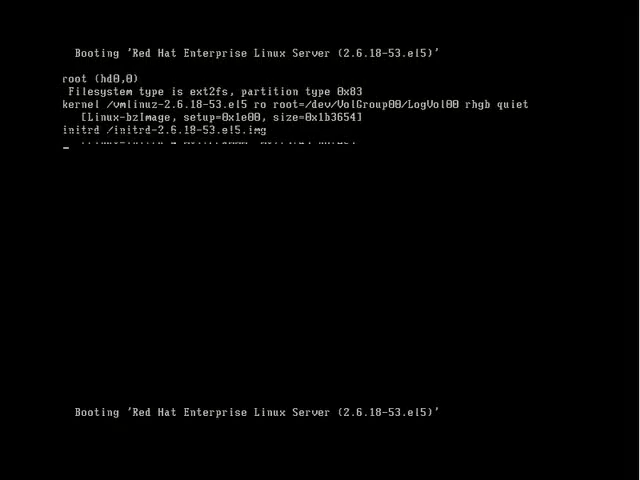 Booting 'Red Hat Enterprise Linux Server (2.6.18-53.el5)'
root (hd0,0)
Filesystem type is ext2fs, partition type 0x83
kernel /vmlinuz-2.6.18-53.el5 ro root=/dev/VolGroup00/LogVol00 rhgb quiet
[Linux-bzImage, setup=0x1e00, size=0x1b3654]
initrd /initrd-2.6.18-53.el5.img
Booting 'Red Hat Enterprise Linux Server (2.6.18-53.el5)'